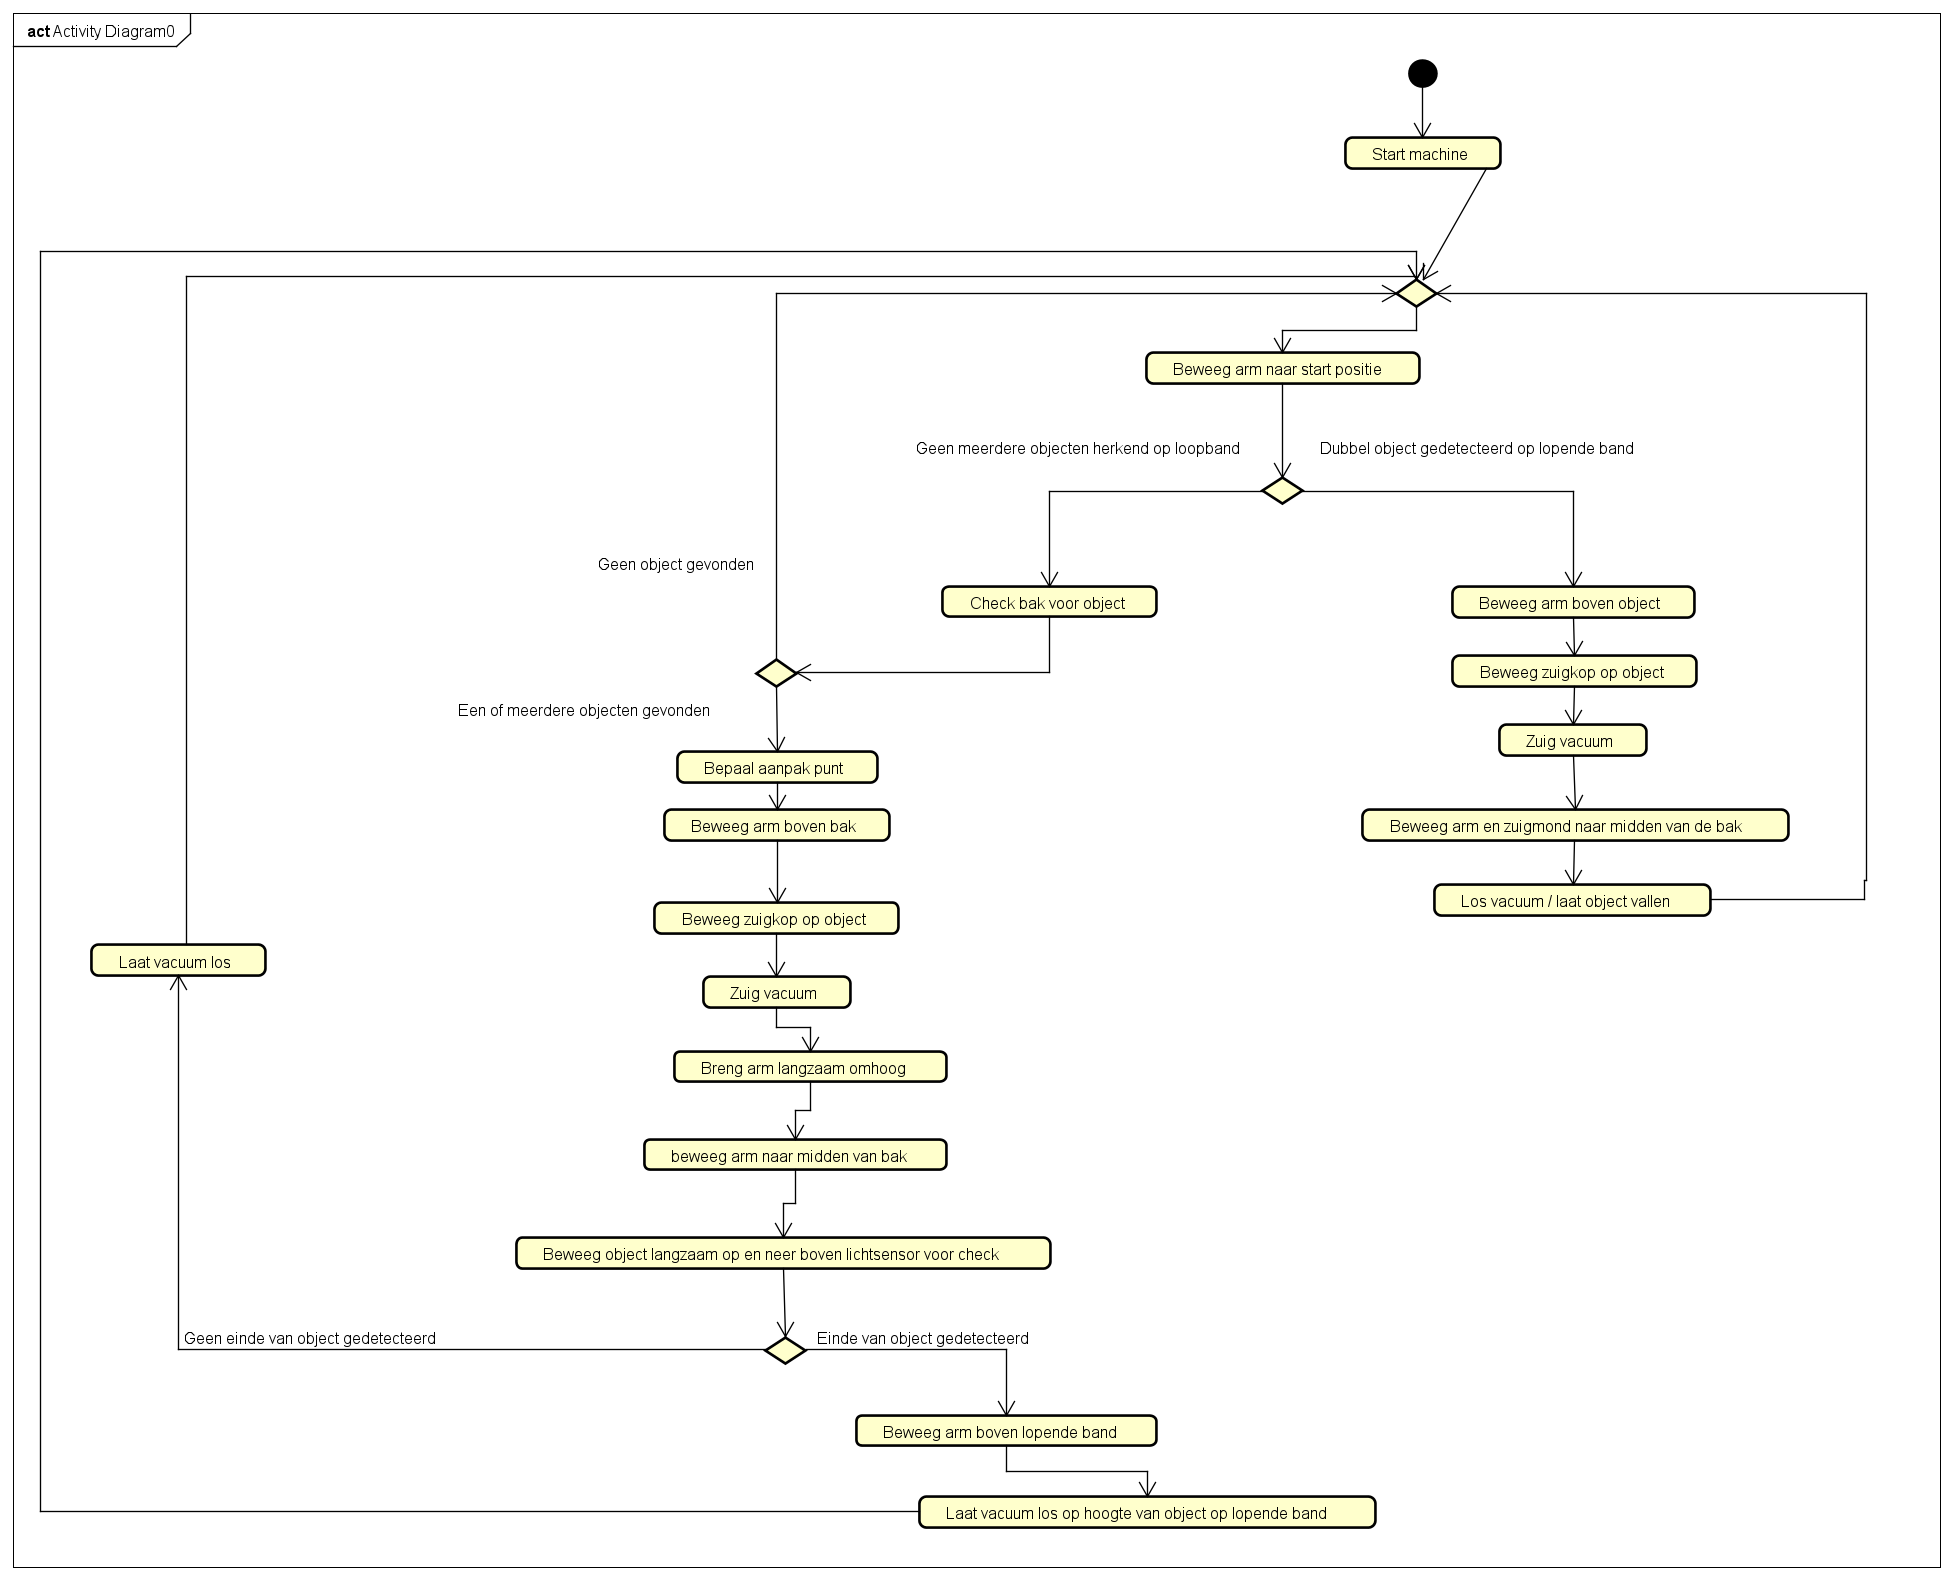 act Activity Diagram0
Start machine
Beweeg arm naar start positie
Geen meerdere objecten herkend op loopband
Dubbel object gedetecteerd op lopende band
Geen object gevonden
Check bak voor object
Beweeg arm boven object
Beweeg zuigkop op object
Een of meerdere objecten gevonden
Zuig vacuum
Bepaal aanpak punt
Beweeg arm boven bak
Beweeg arm en zuigmond naar midden van de bak
Los vacuum / laat object vallen
Beweeg zuigkop op object
Laat vacuum los
Zuig vacuum
Breng arm langzaam omhoog
beweeg arm naar midden van bak
Beweeg object langzaam op en neer boven lichtsensor voor check
Geen einde van object gedetecteerd
Einde van object gedetecteerd
Beweeg arm boven lopende band
Laat vacuum los op hoogte van object op lopende band